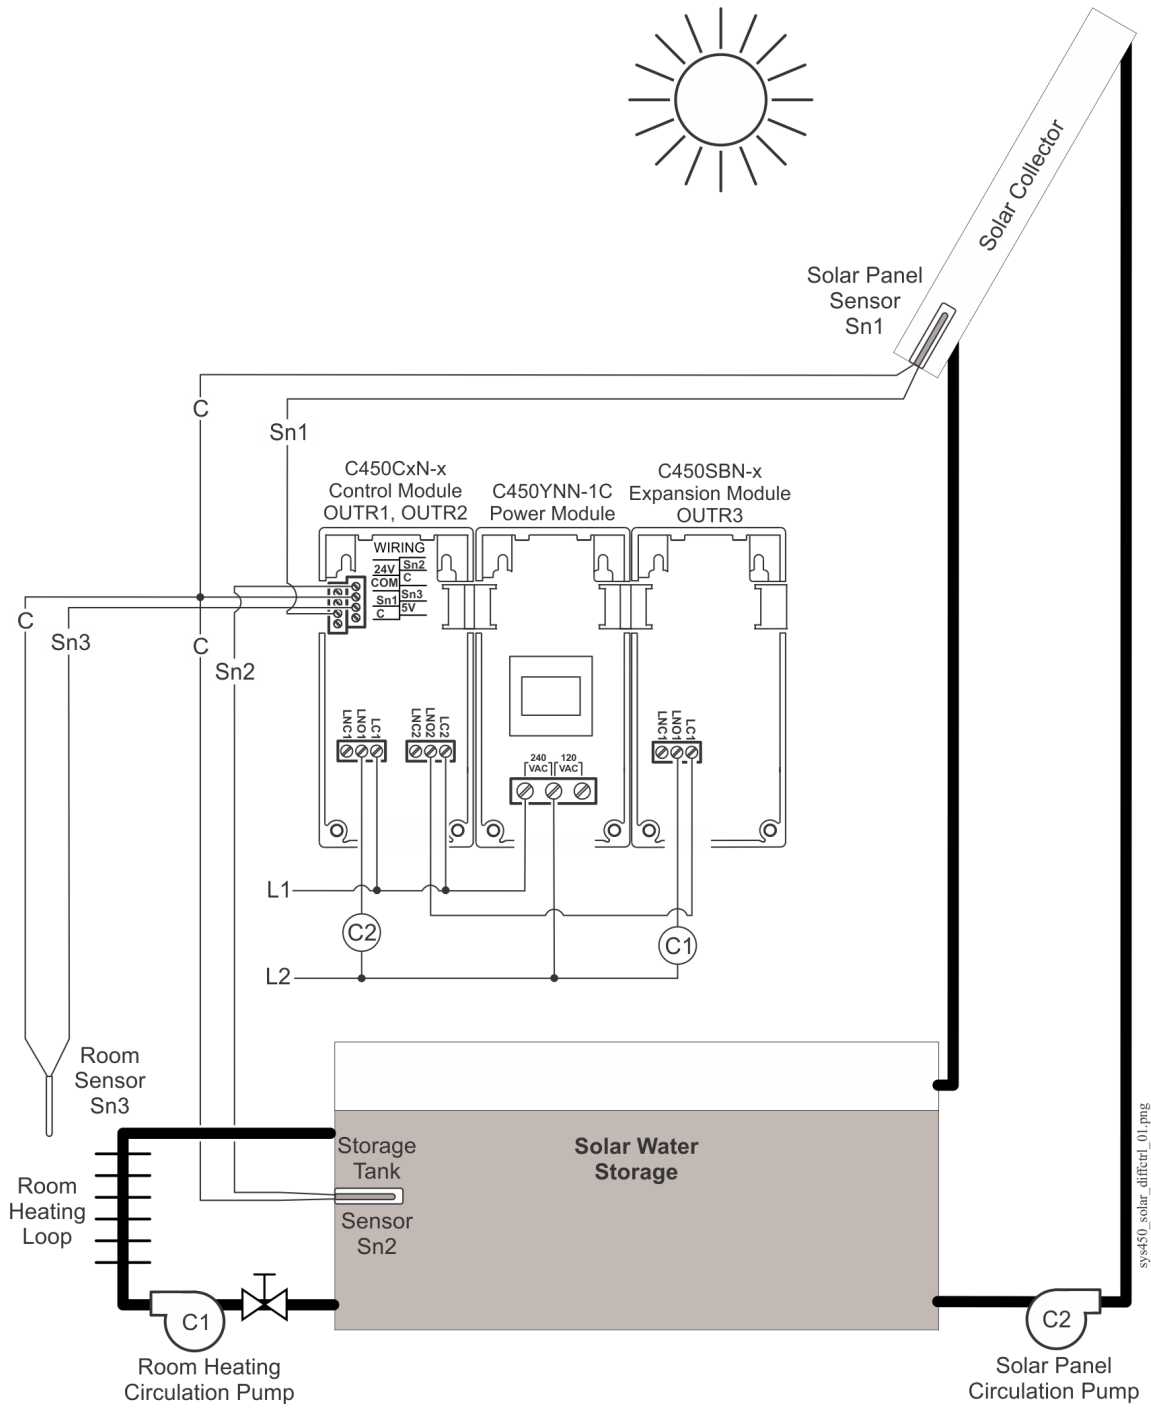 Solar Collector
Solar Panel
Sensor
Sn1
C
Sn1
C450CxN-x
Control Module
OUTR1, OUTR2
C450YNN-1C
Power Module
C450SBN-x
Expansion Module
OUTR3
WIRING
24V
COM
Sn1
C
Sn2
C
Sn3
5V
C
Sn3
C
Sn2
LNC1
LNO1
LC1
LNC2
LNO2
LC2
240
VAC
120
VAC
LNC1
LNO1
LC1
L1
C2
C1
L2
Room
Sensor
Sn3
Storage
Tank
Sensor
Sn2
Solar Water
Storage
Room
Heating
Loop
C1
Room Heating
Circulation Pump
C2
Solar Panel
Circulation Pump
sys450_solar_diffctrl_01.png